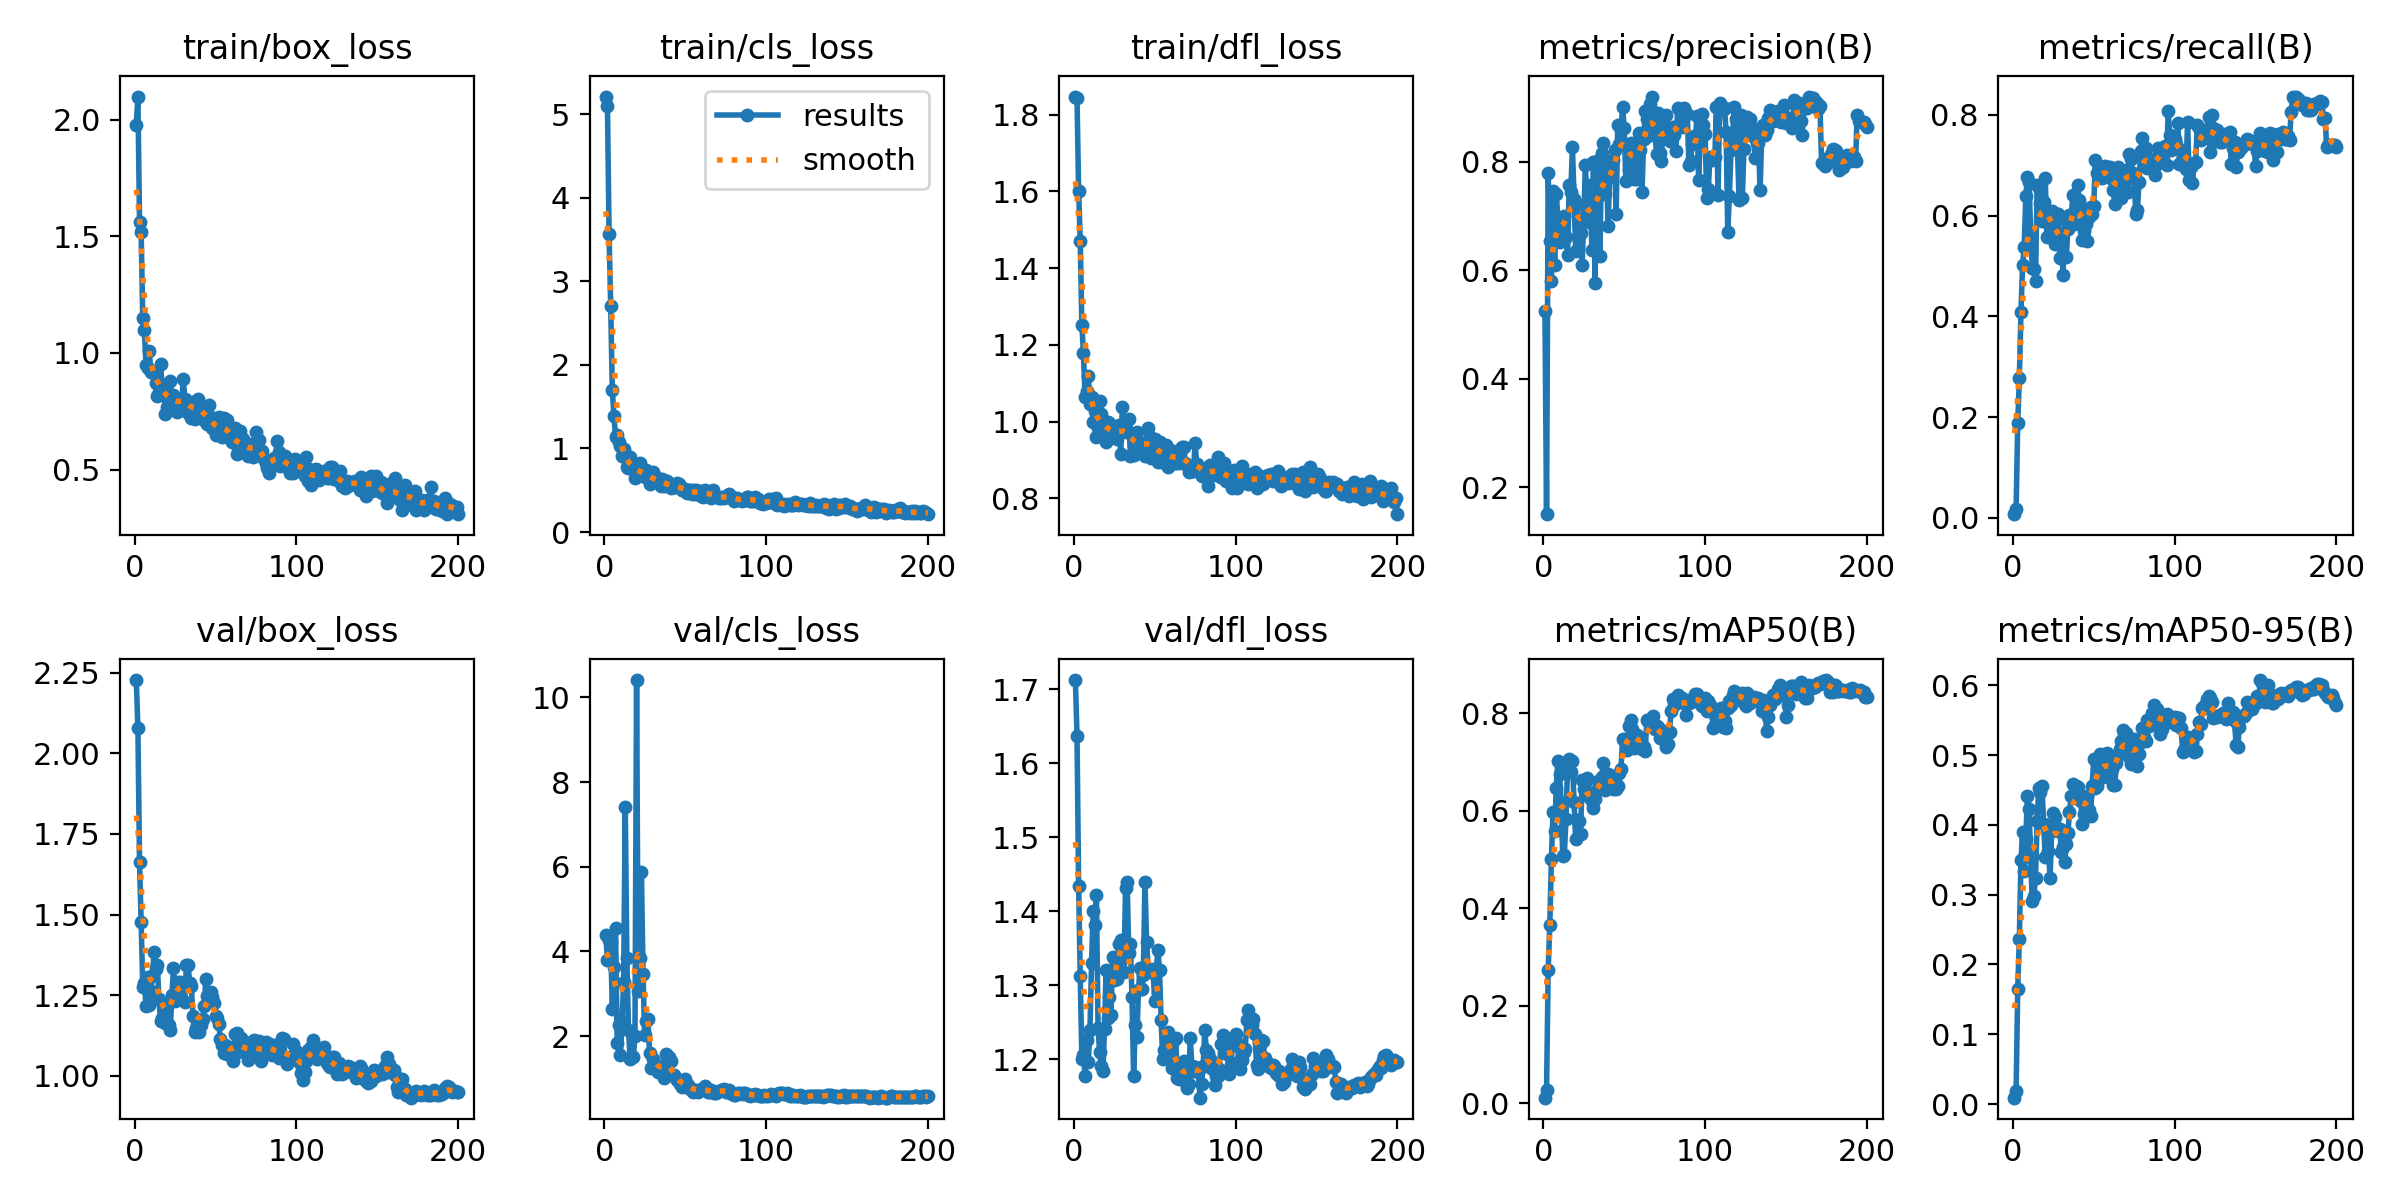 train/box_loss
2.0
1.5
1.0
0.5
0 100 200
train/cls_loss
results
smooth
5
4
3
2
1
0
0 100 200
train/dfl_loss
1.8
1.6
1.4
1.2
1.0
0.8
0 100 200
metrics/precision(B)
0.8
0.6
0.4
0.2
0 100 200
metrics/recall(B)
0.8
0.6
0.4
0.2
0.0
0 100 200
val/box_loss
2.25
2.00
1.75
1.50
1.25
1.00
0 100 200
val/cls_loss
10
8
6
4
2
0 100 200
val/dfl_loss
1.7
1.6
1.5
1.4
1.3
1.2
0 100 200
metrics/mAP50(B)
0.8
0.6
0.4
0.2
0.0
0 100 200
metrics/mAP50-95(B)
0.6
0.5
0.4
0.3
0.2
0.1
0.0
0 100 200